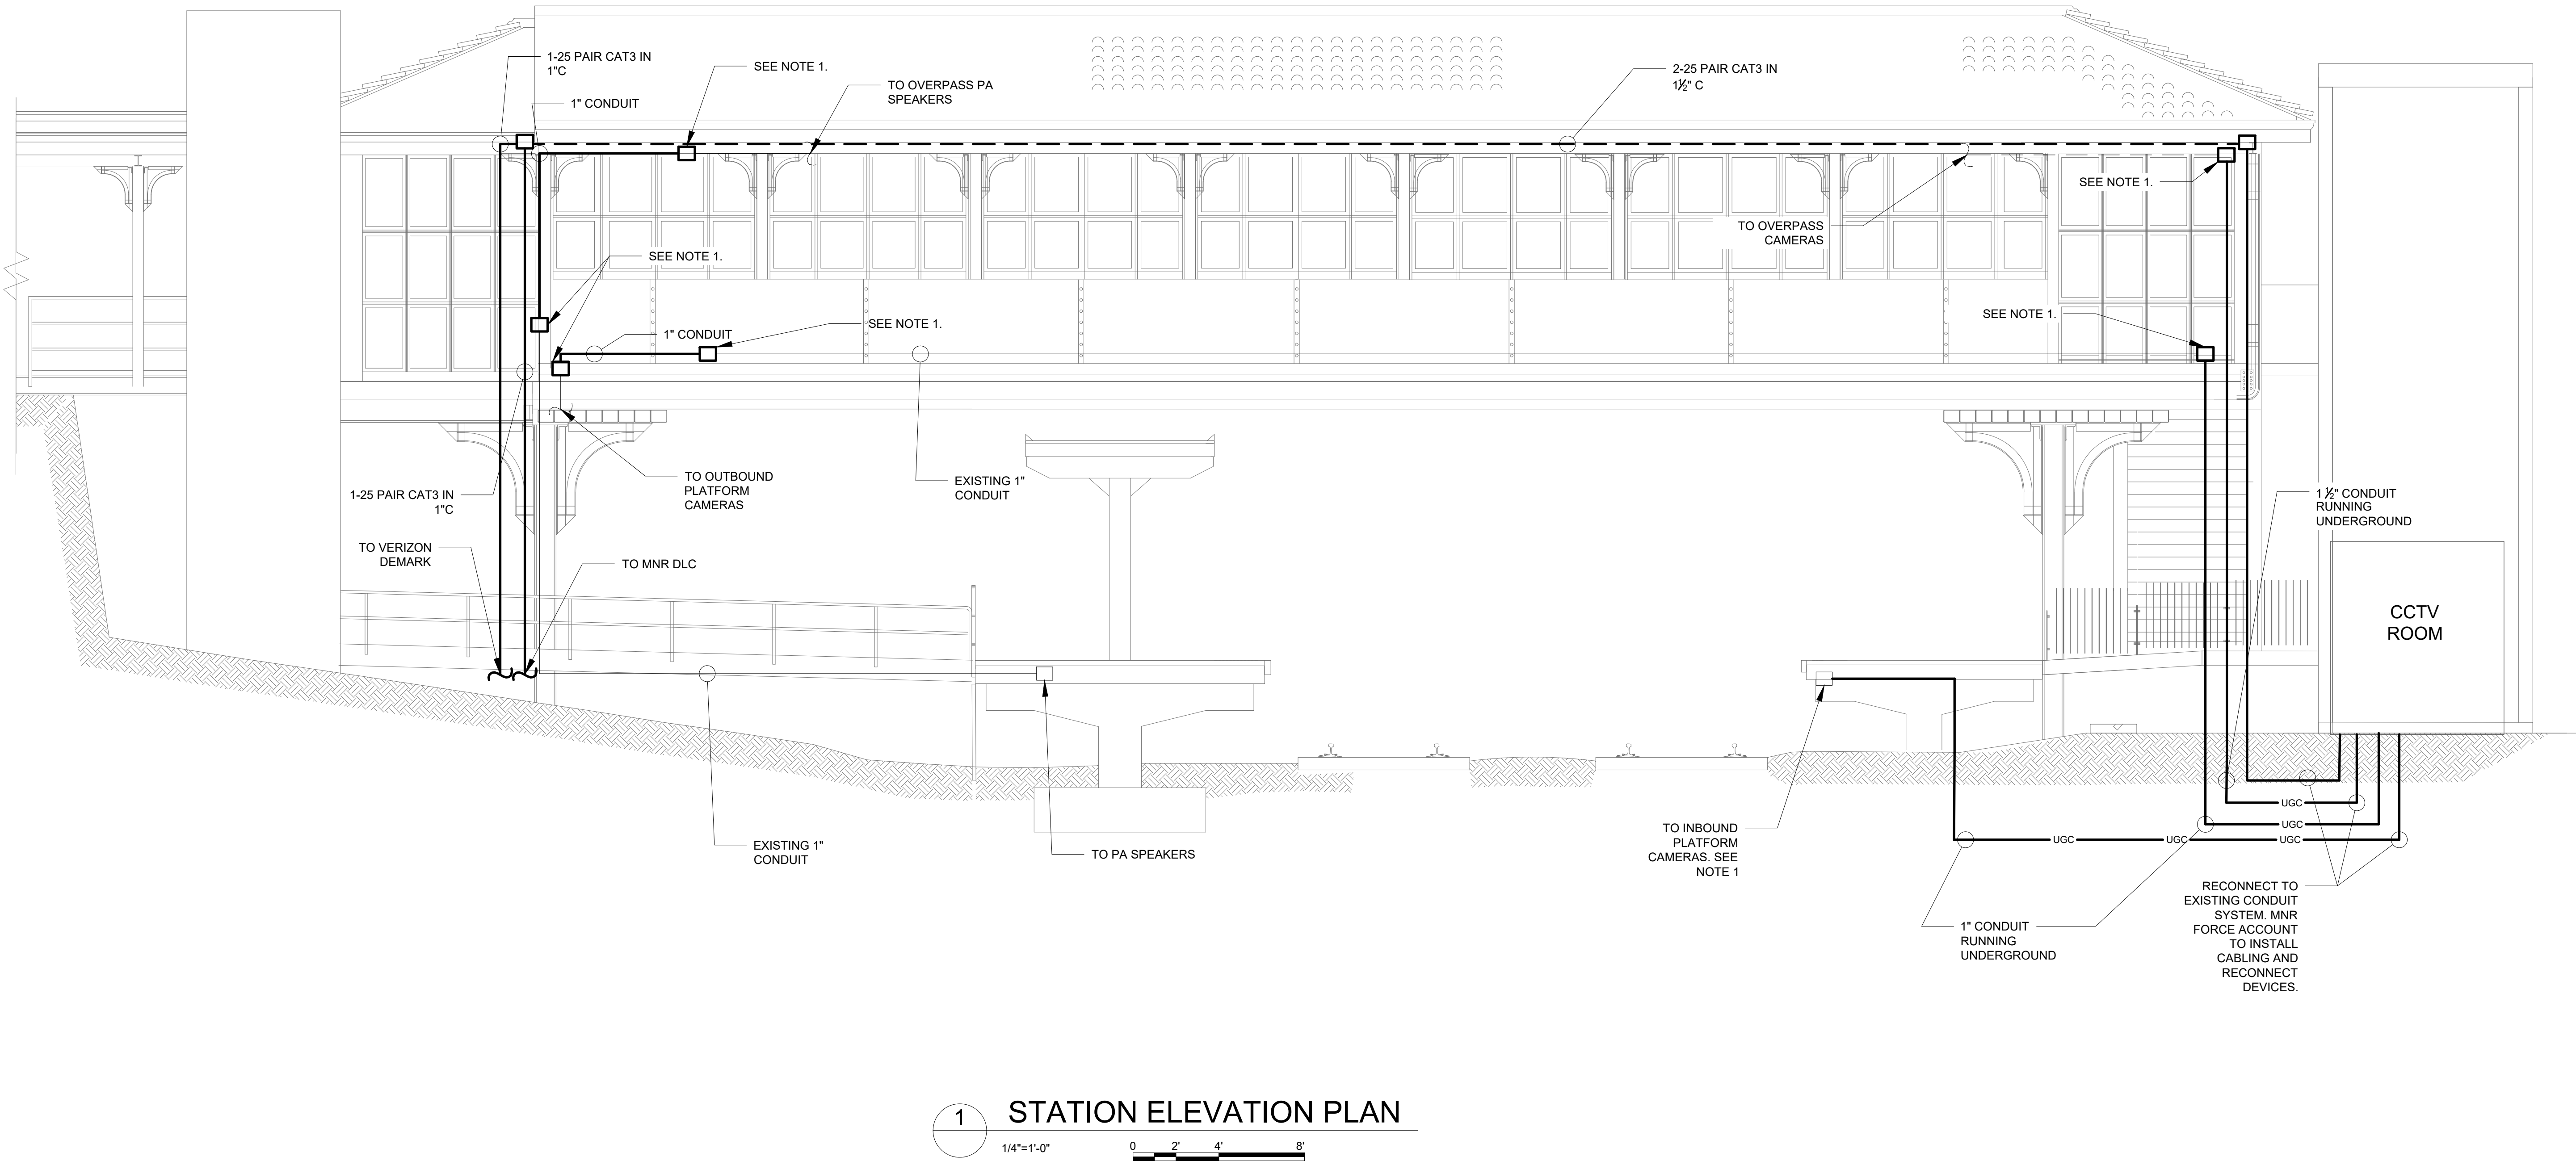 1-25 PAIR CAT3 IN
1"C
SEE NOTE 1.
TO OVERPASS PA
SPEAKERS
1" CONDUIT
2-25 PAIR CAT3 IN
1½" C
SEE NOTE 1.
TO OVERPASS
CAMERAS
SEE NOTE 1.
SEE NOTE 1.
1" CONDUIT
SEE NOTE 1.
TO OUTBOUND
PLATFORM
CAMERAS
EXISTING 1"
CONDUIT
1-25 PAIR CAT3 IN
1"C
1 ½" CONDUIT
RUNNING
UNDERGROUND
TO VERIZON
DEMARK
TO MNR DLC
CCTV
ROOM
UGC
UGC
UGC
UGC
UGC
EXISTING 1"
CONDUIT
TO PA SPEAKERS
TO INBOUND
PLATFORM
CAMERAS. SEE
NOTE 1
1" CONDUIT
RUNNING
UNDERGROUND
RECONNECT TO
EXISTING CONDUIT
SYSTEM. MNR
FORCE ACCOUNT
TO INSTALL
CABLING AND
RECONNECT
DEVICES.
1
STATION ELEVATION PLAN
1/4"=1'-0"
0 2' 4' 8'